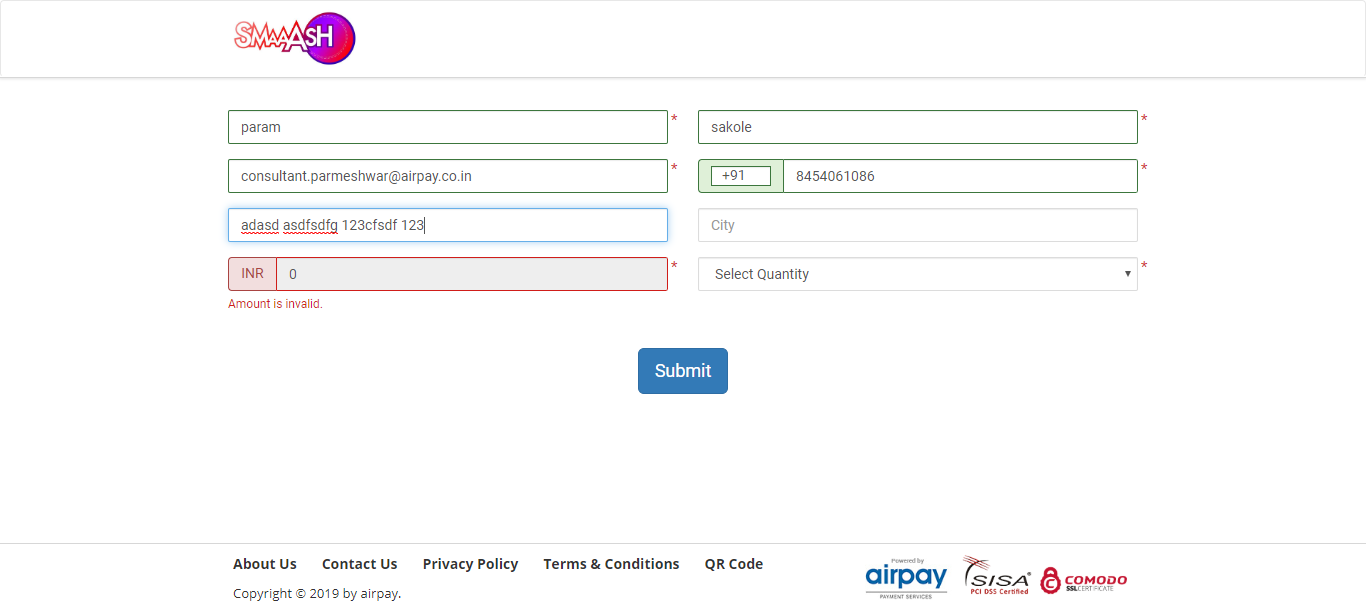 SMAAASH
param *
sakole *
consultant.parmeshwar@airpay.co.in *
+91 8454061086 *
adasd asdfsdfg 123cfsdf 123
City
INR 0 *
Select Quantity *
Amount is invalid.
Submit
About Us Contact Us Privacy Policy Terms & Conditions QR Code
Copyright © 2019 by airpay.
Powered by
airpay
PAYMENT SERVICES
SISA
PCI DSS Certified
COMODO
SSL CERTIFICATE